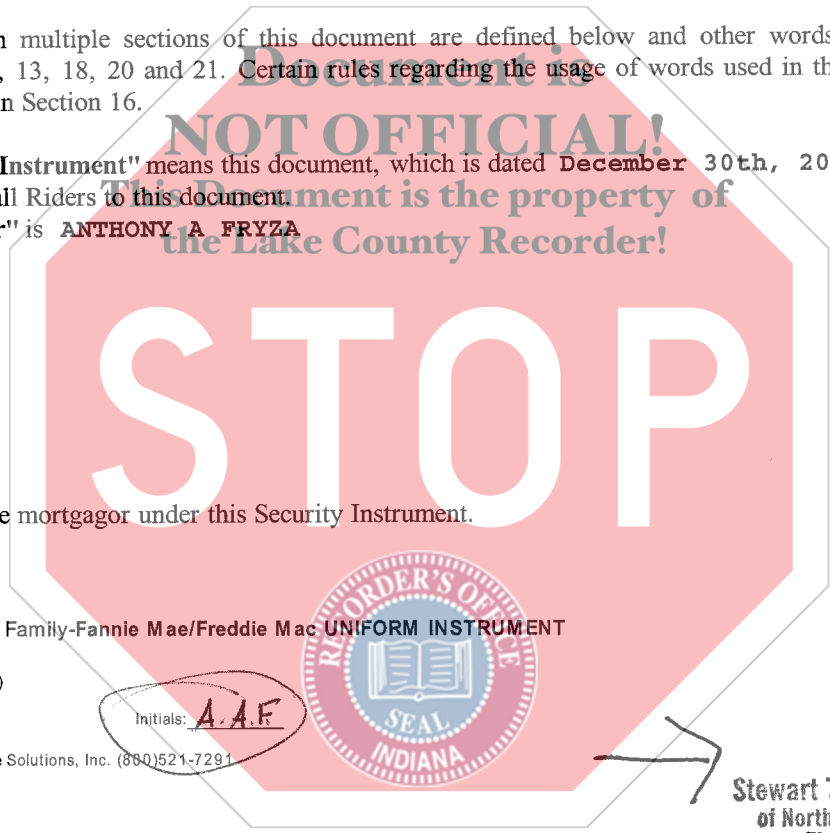 n multiple sections of this document are defined below and other words
, 13, 18, 20 and 21. Certain rules regarding the usage of words used in th
n Section 16.
Document is
NOT OFFICIAL!
This Document is the property of
the Lake County Recorder!
Instrument" means this document, which is dated December 30th, 20
ll Riders to this document.
r" is ANTHONY A FRYZA
STOP
e mortgagor under this Security Instrument.
RECORDER'S OFFICE
SEAL
INDIANA
Family-Fannie Mae/Freddie Mac UNIFORM INSTRUMENT
)
Initials: A.A.F
e Solutions, Inc. (800)521-7291
Stewart
of North